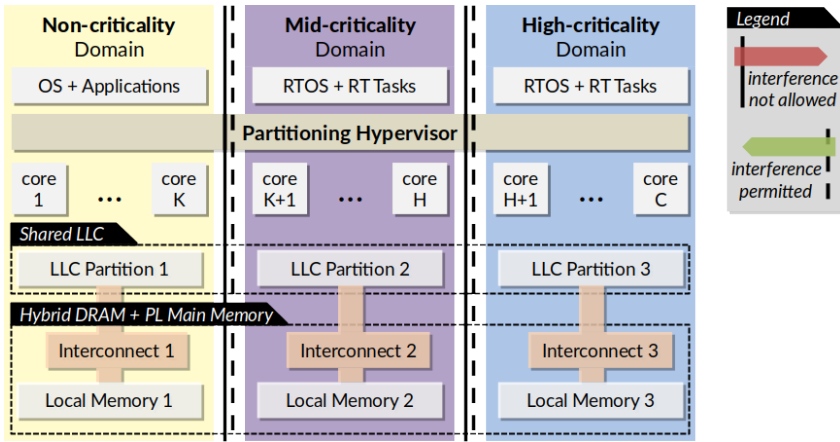 Non-criticality
Domain
Mid-criticality
Domain
High-criticality
Domain
OS + Applications
RTOS + RT Tasks
RTOS + RT Tasks
Partitioning Hypervisor
core
1
...
core
K
core
K+1
...
core
H
core
H+1
...
core
C
Shared LLC
LLC Partition 1
LLC Partition 2
LLC Partition 3
Hybrid DRAM + PL Main Memory
Interconnect 1
Interconnect 2
Interconnect 3
Local Memory 1
Local Memory 2
Local Memory 3
Legend
interference
not allowed
interference
permitted